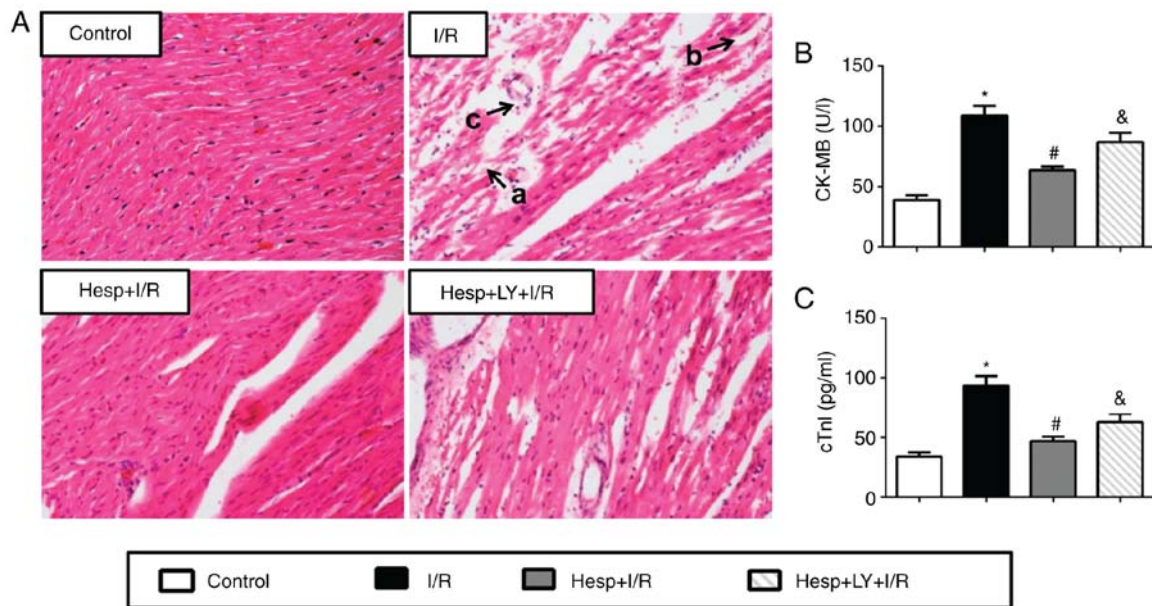 A
Control
I/R
b
c
a
Hesp+I/R
Hesp+LY+I/R
B
CK-MB (U/l)
150
100
50
0
*
#
&
C
cTnI (pg/ml)
150
100
50
0
*
#
&
Control
I/R
Hesp+I/R
Hesp+LY+I/R